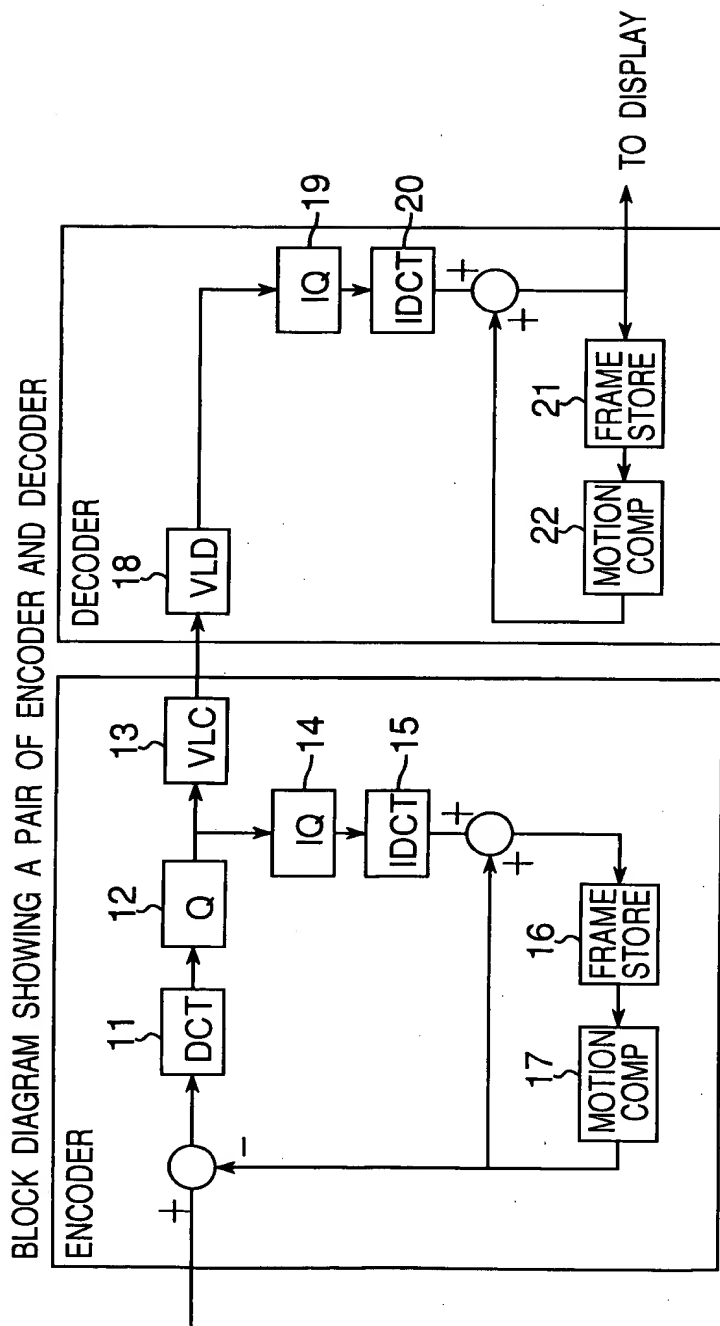 BLOCK DIAGRAM SHOWING A PAIR OF ENCODER AND DECODER
ENCODER
+
-
11
DCT
12
Q
13
VLC
14
IQ
15
IDCT
+
+
16
FRAME
STORE
17
MOTION
COMP
DECODER
18
VLD
19
IQ
20
IDCT
+
+
21
FRAME
STORE
22
MOTION
COMP
TO DISPLAY